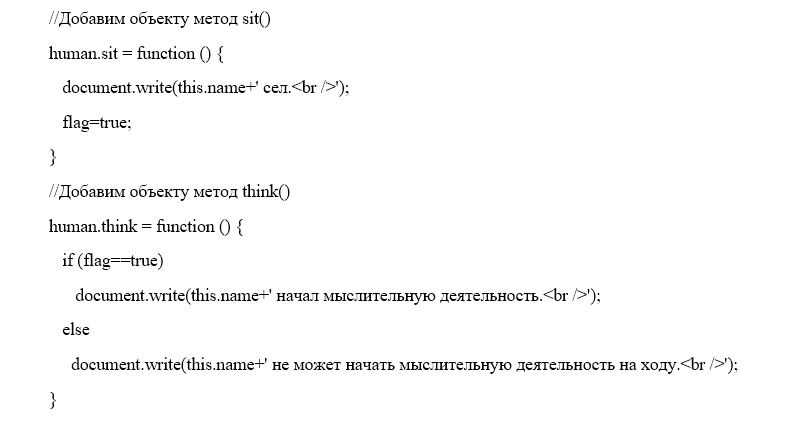 //Добавим объекту метод sit()
human.sit = function () {
document.write(this.name+' сел.<br />');
flag=true;
}
//Добавим объекту метод think()
human.think = function () {
if (flag==true)
document.write(this.name+' начал мыслительную деятельность.<br />');
else
document.write(this.name+' не может начать мыслительную деятельность на ходу.<br />');
}